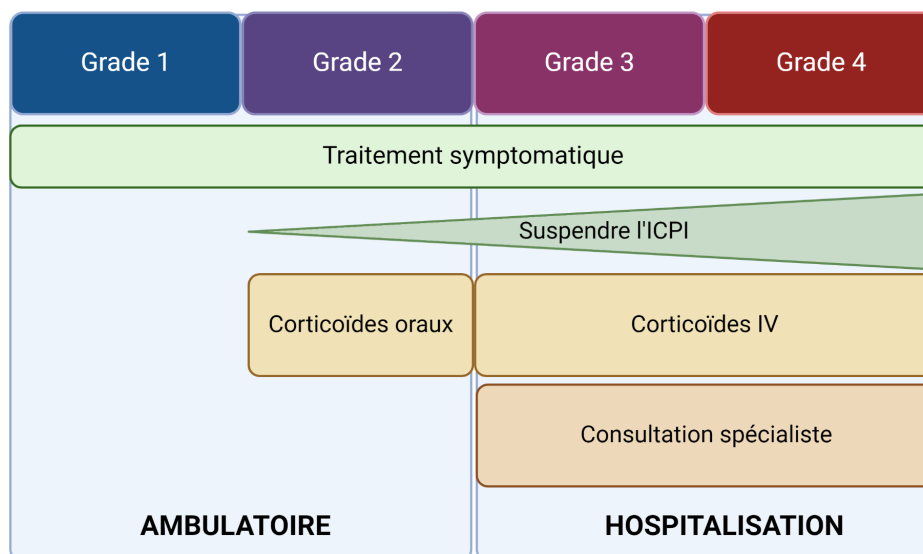 Grade 1
Grade 2
Grade 3
Grade 4
Traitement symptomatique
Suspendre l'ICPI
Corticoïdes oraux
Corticoïdes IV
Consultation spécialiste
AMBULATOIRE
HOSPITALISATION